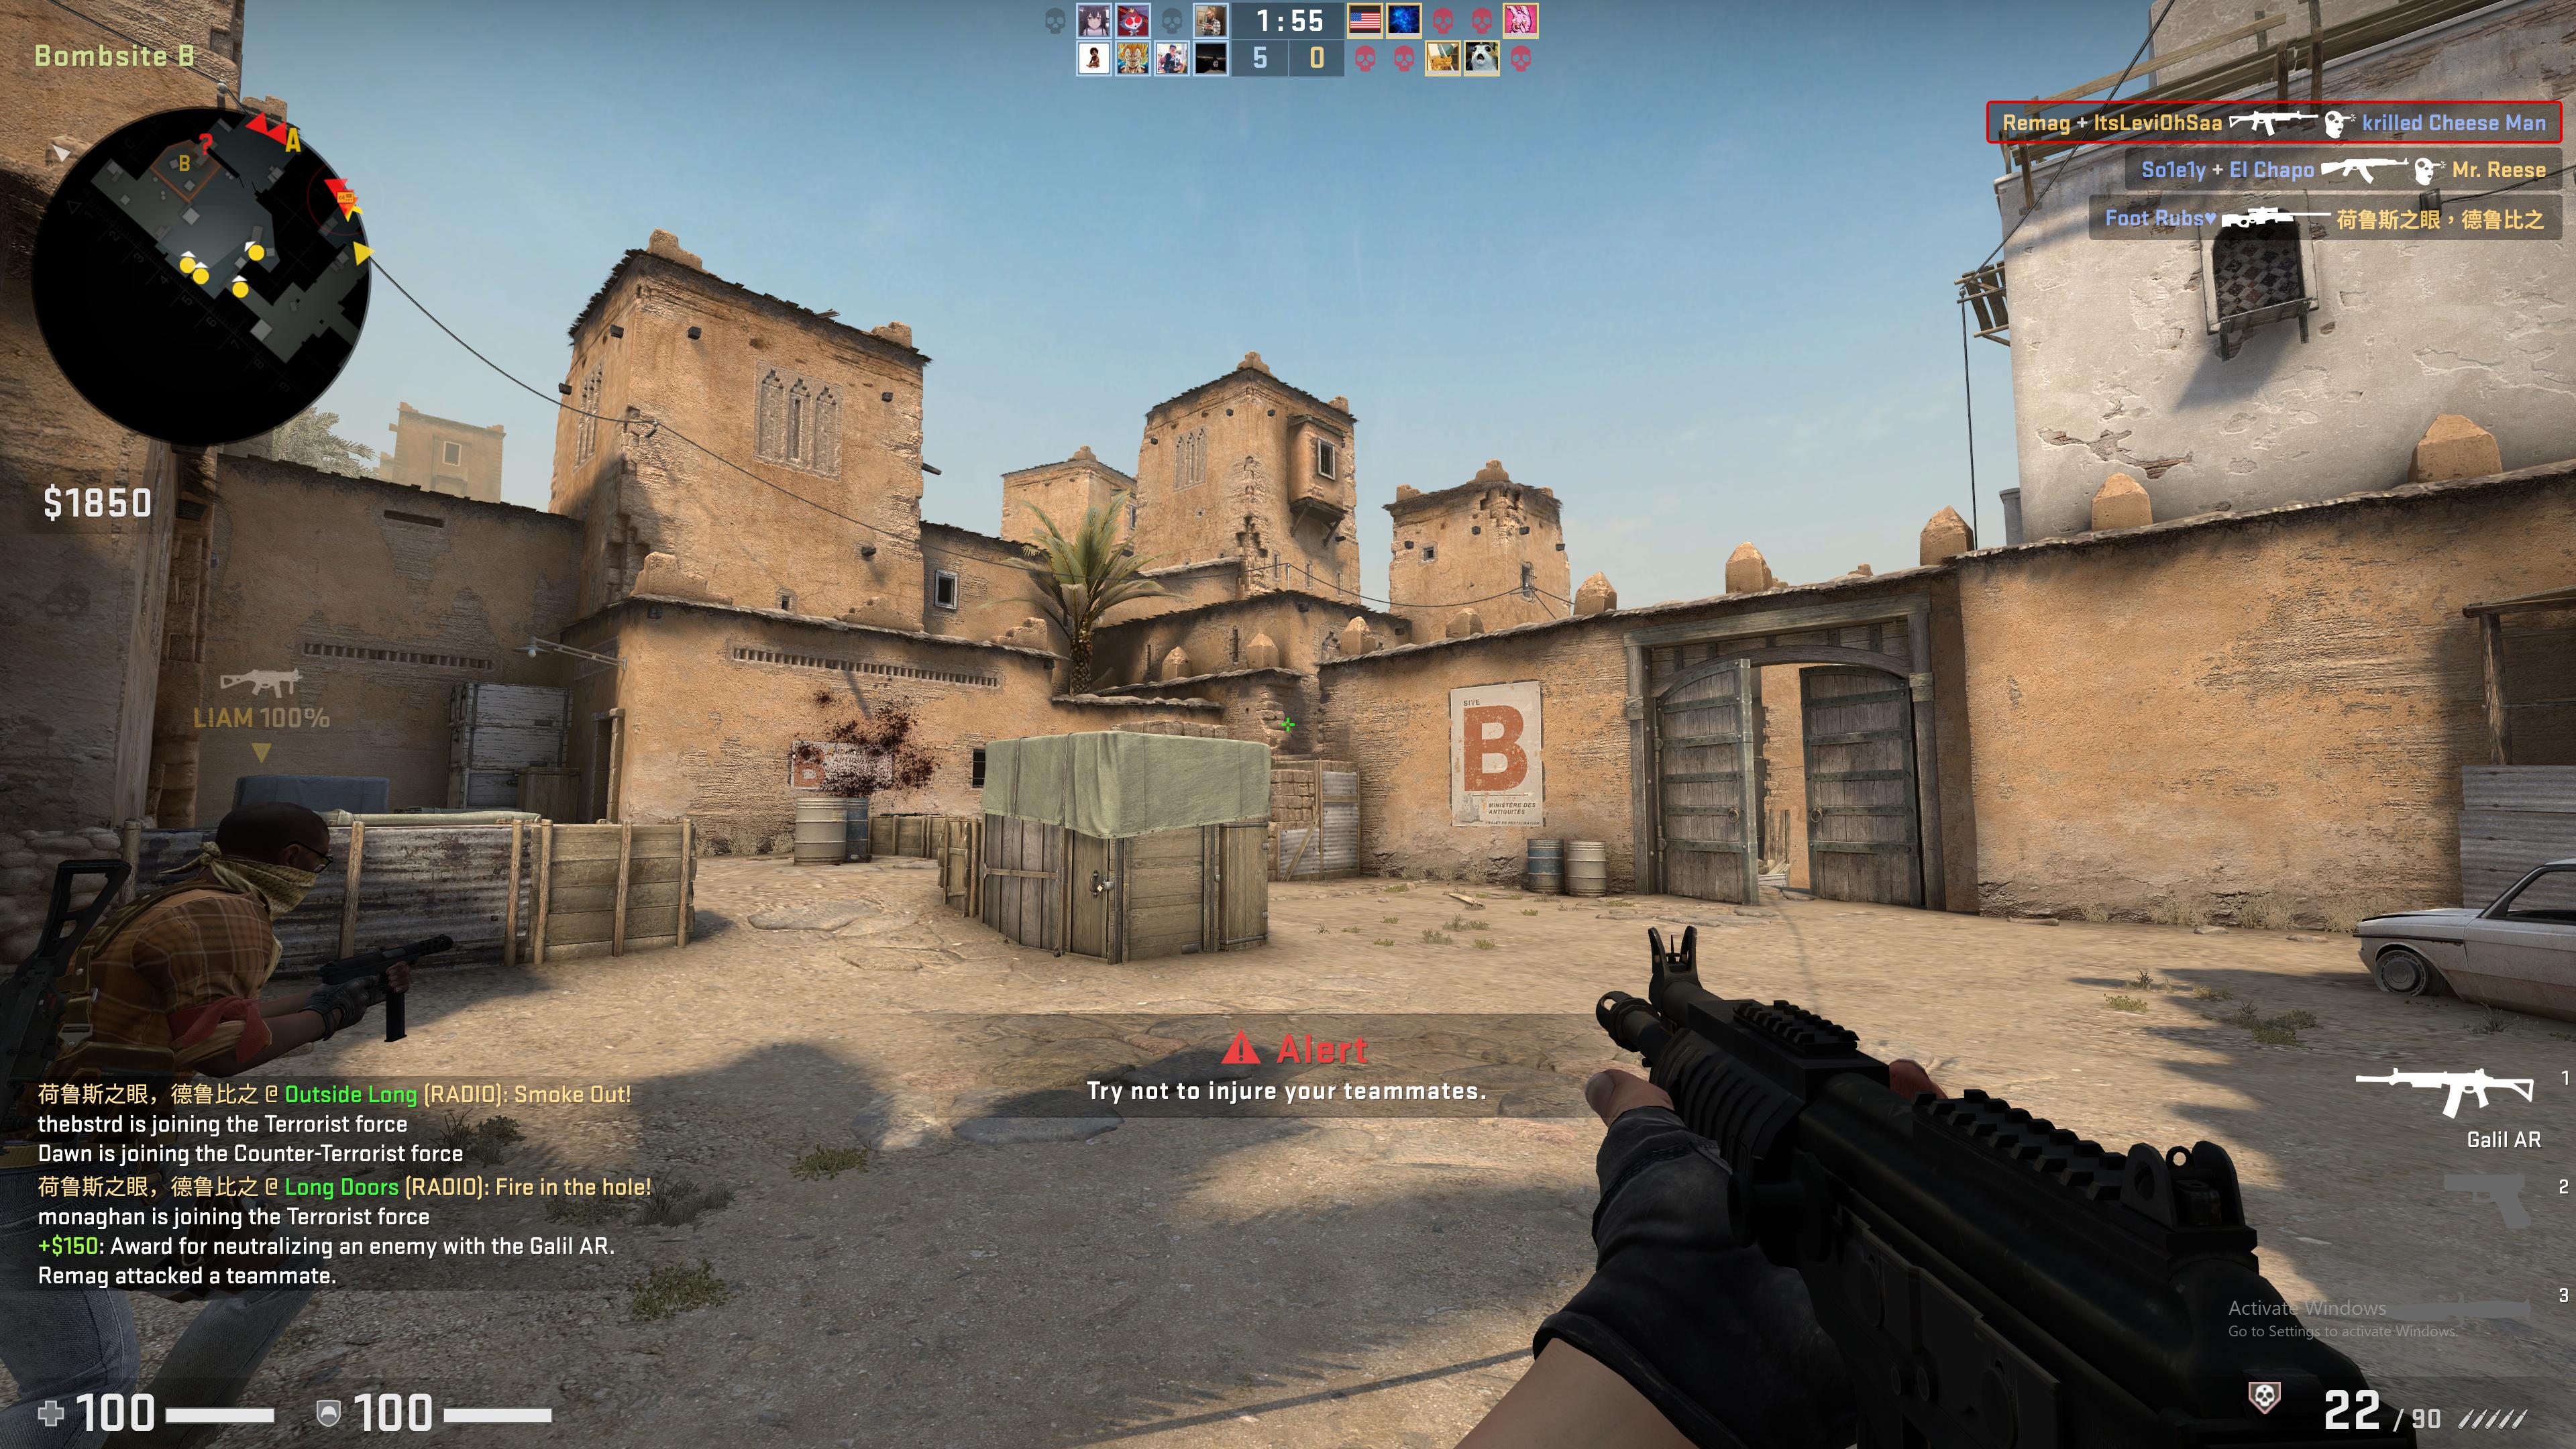 1:55
5 0
Bombsite B
A
B
?
Remag + ItsLeviOhSaa krilled Cheese Man
So1e1y + El Chapo Mr. Reese
Foot Rubs♥ 荷鲁斯之眼，德鲁比之
$1850
LIAM 100%
SITE
B
MINISTÈRE DES
ANTIQUITÉS
B
Alert
Try not to injure your teammates.
荷鲁斯之眼，德鲁比之 @ Outside Long (RADIO): Smoke Out!
thebstrd is joining the Terrorist force
Dawn is joining the Counter-Terrorist force
荷鲁斯之眼，德鲁比之 @ Long Doors (RADIO): Fire in the hole!
monaghan is joining the Terrorist force
+$150: Award for neutralizing an enemy with the Galil AR.
Remag attacked a teammate.
1
Galil AR
2
3
Activate Windows
Go to Settings to activate Windows.
100 100
22 / 90